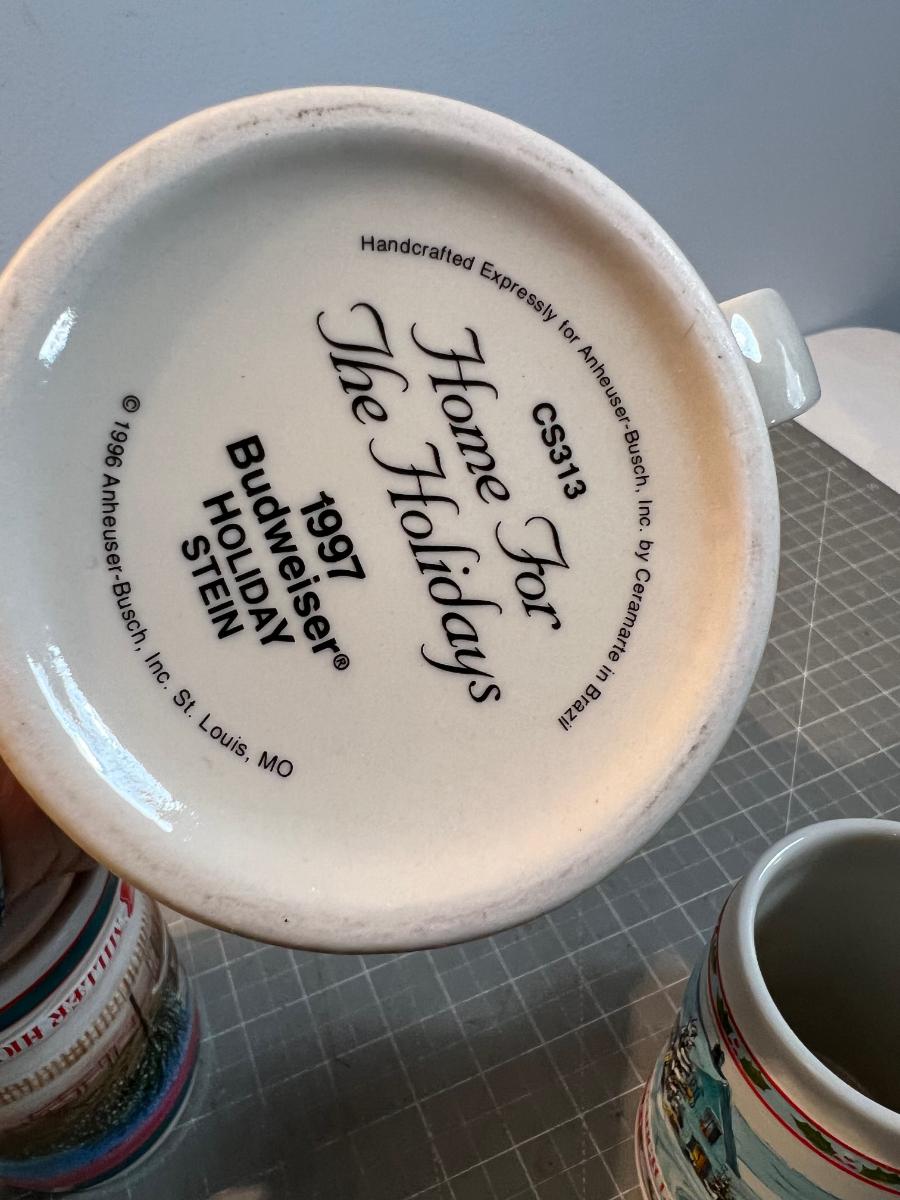 Handcrafted Expressly for Anheuser-Busch, Inc. by Ceramarte in Brazil
CS313
Home For
The Holidays
1997
Budweiser®
HOLIDAY
STEIN
© 1996 Anheuser-Busch, Inc. St. Louis, MO
MILLER